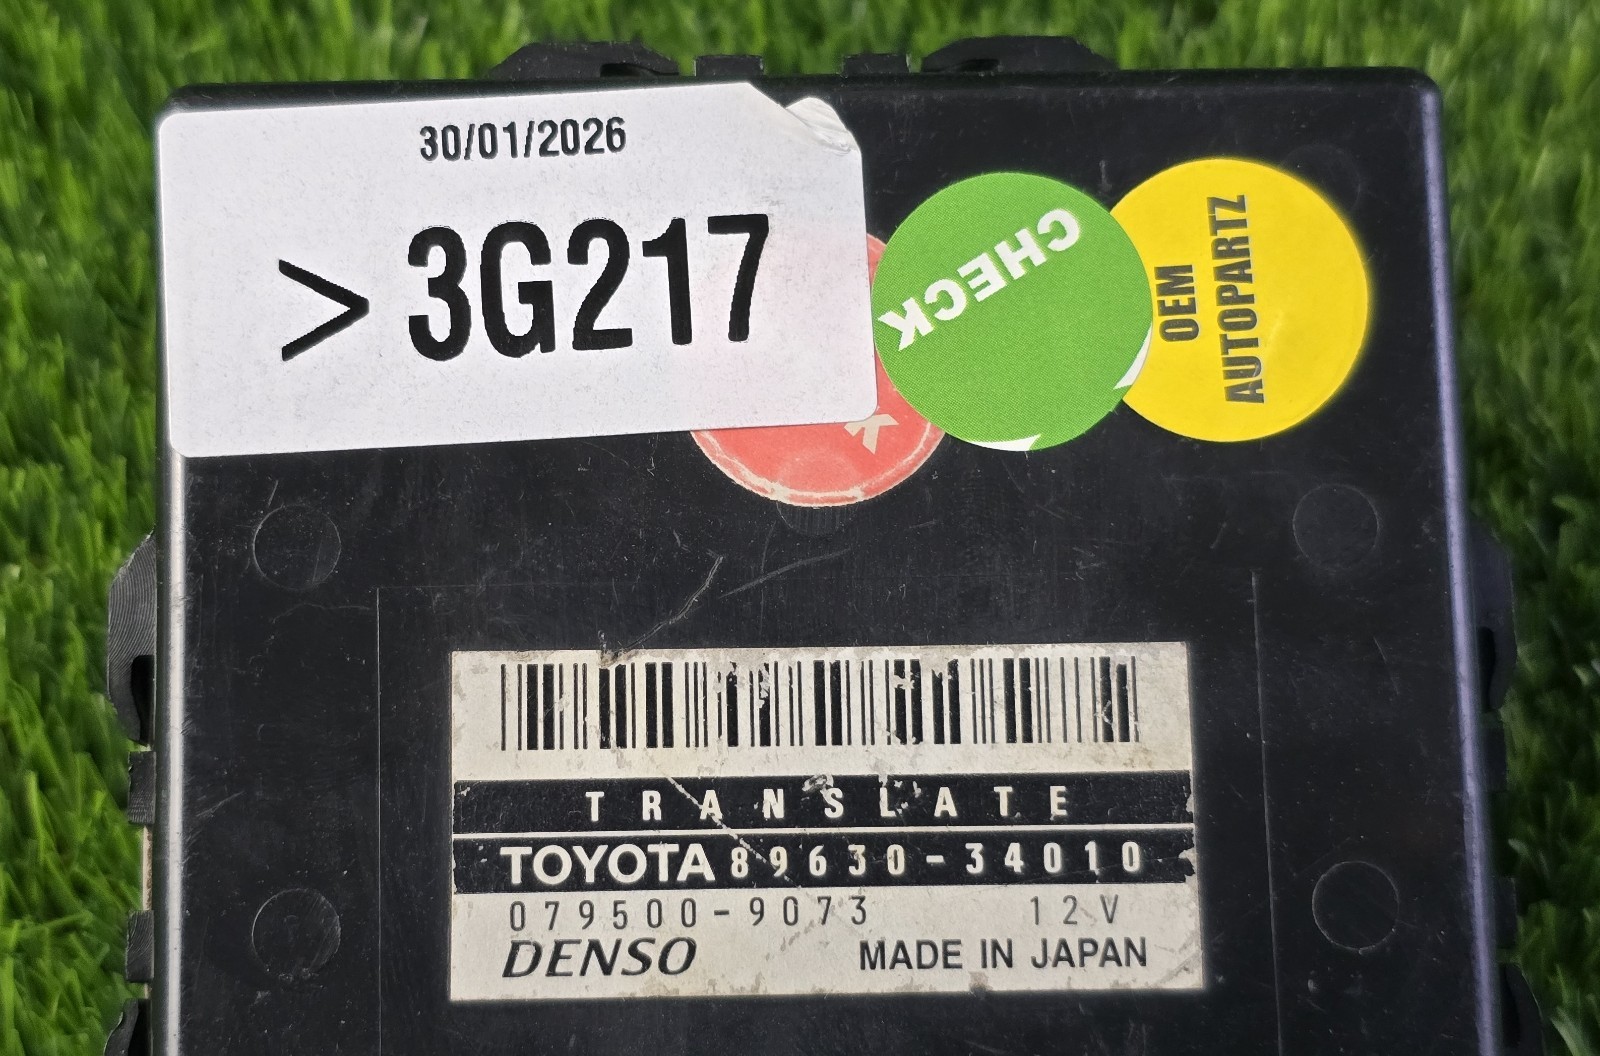 30/01/2026
> 3G217
CHECK
OEM
AUTOPARTZ
K
TRANSLATE
TOYOTA 89630-34010
079500-9073 12V
DENSO MADE IN JAPAN